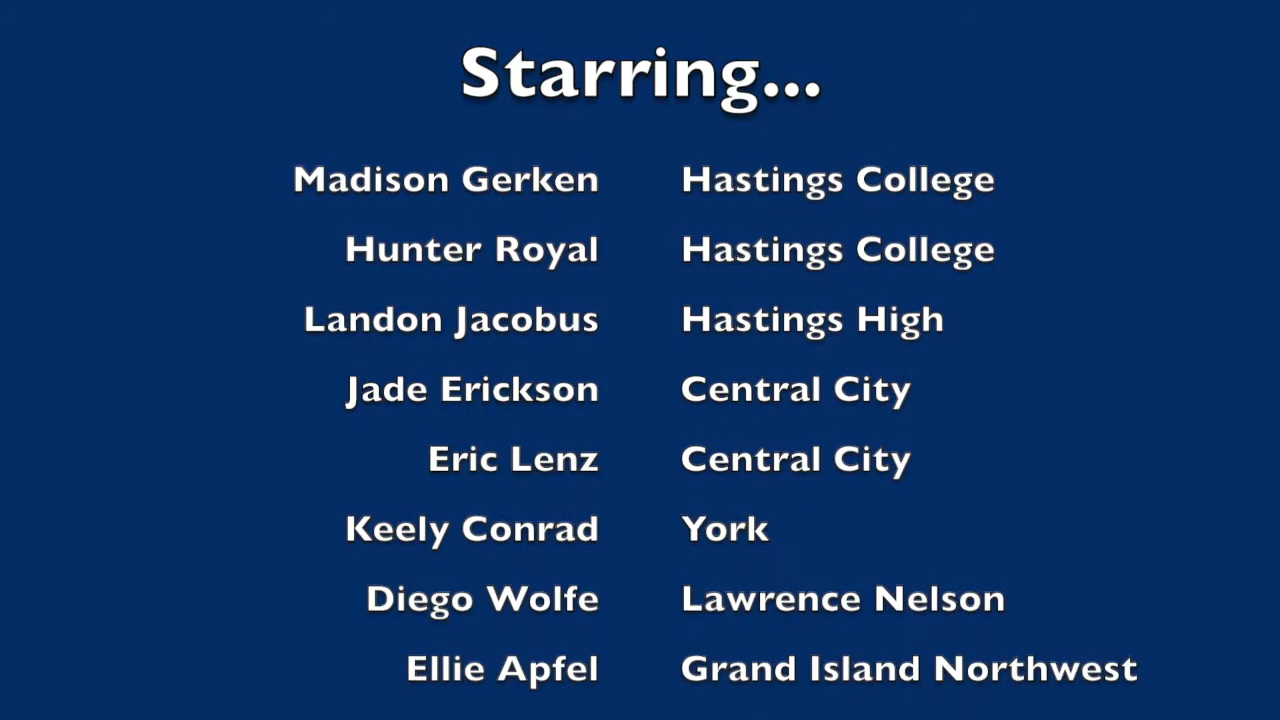 Starring...
Madison Gerken Hastings College
Hunter Royal Hastings College
Landon Jacobus Hastings High
Jade Erickson Central City
Eric Lenz Central City
Keely Conrad York
Diego Wolfe Lawrence Nelson
Ellie Apfel Grand Island Northwest